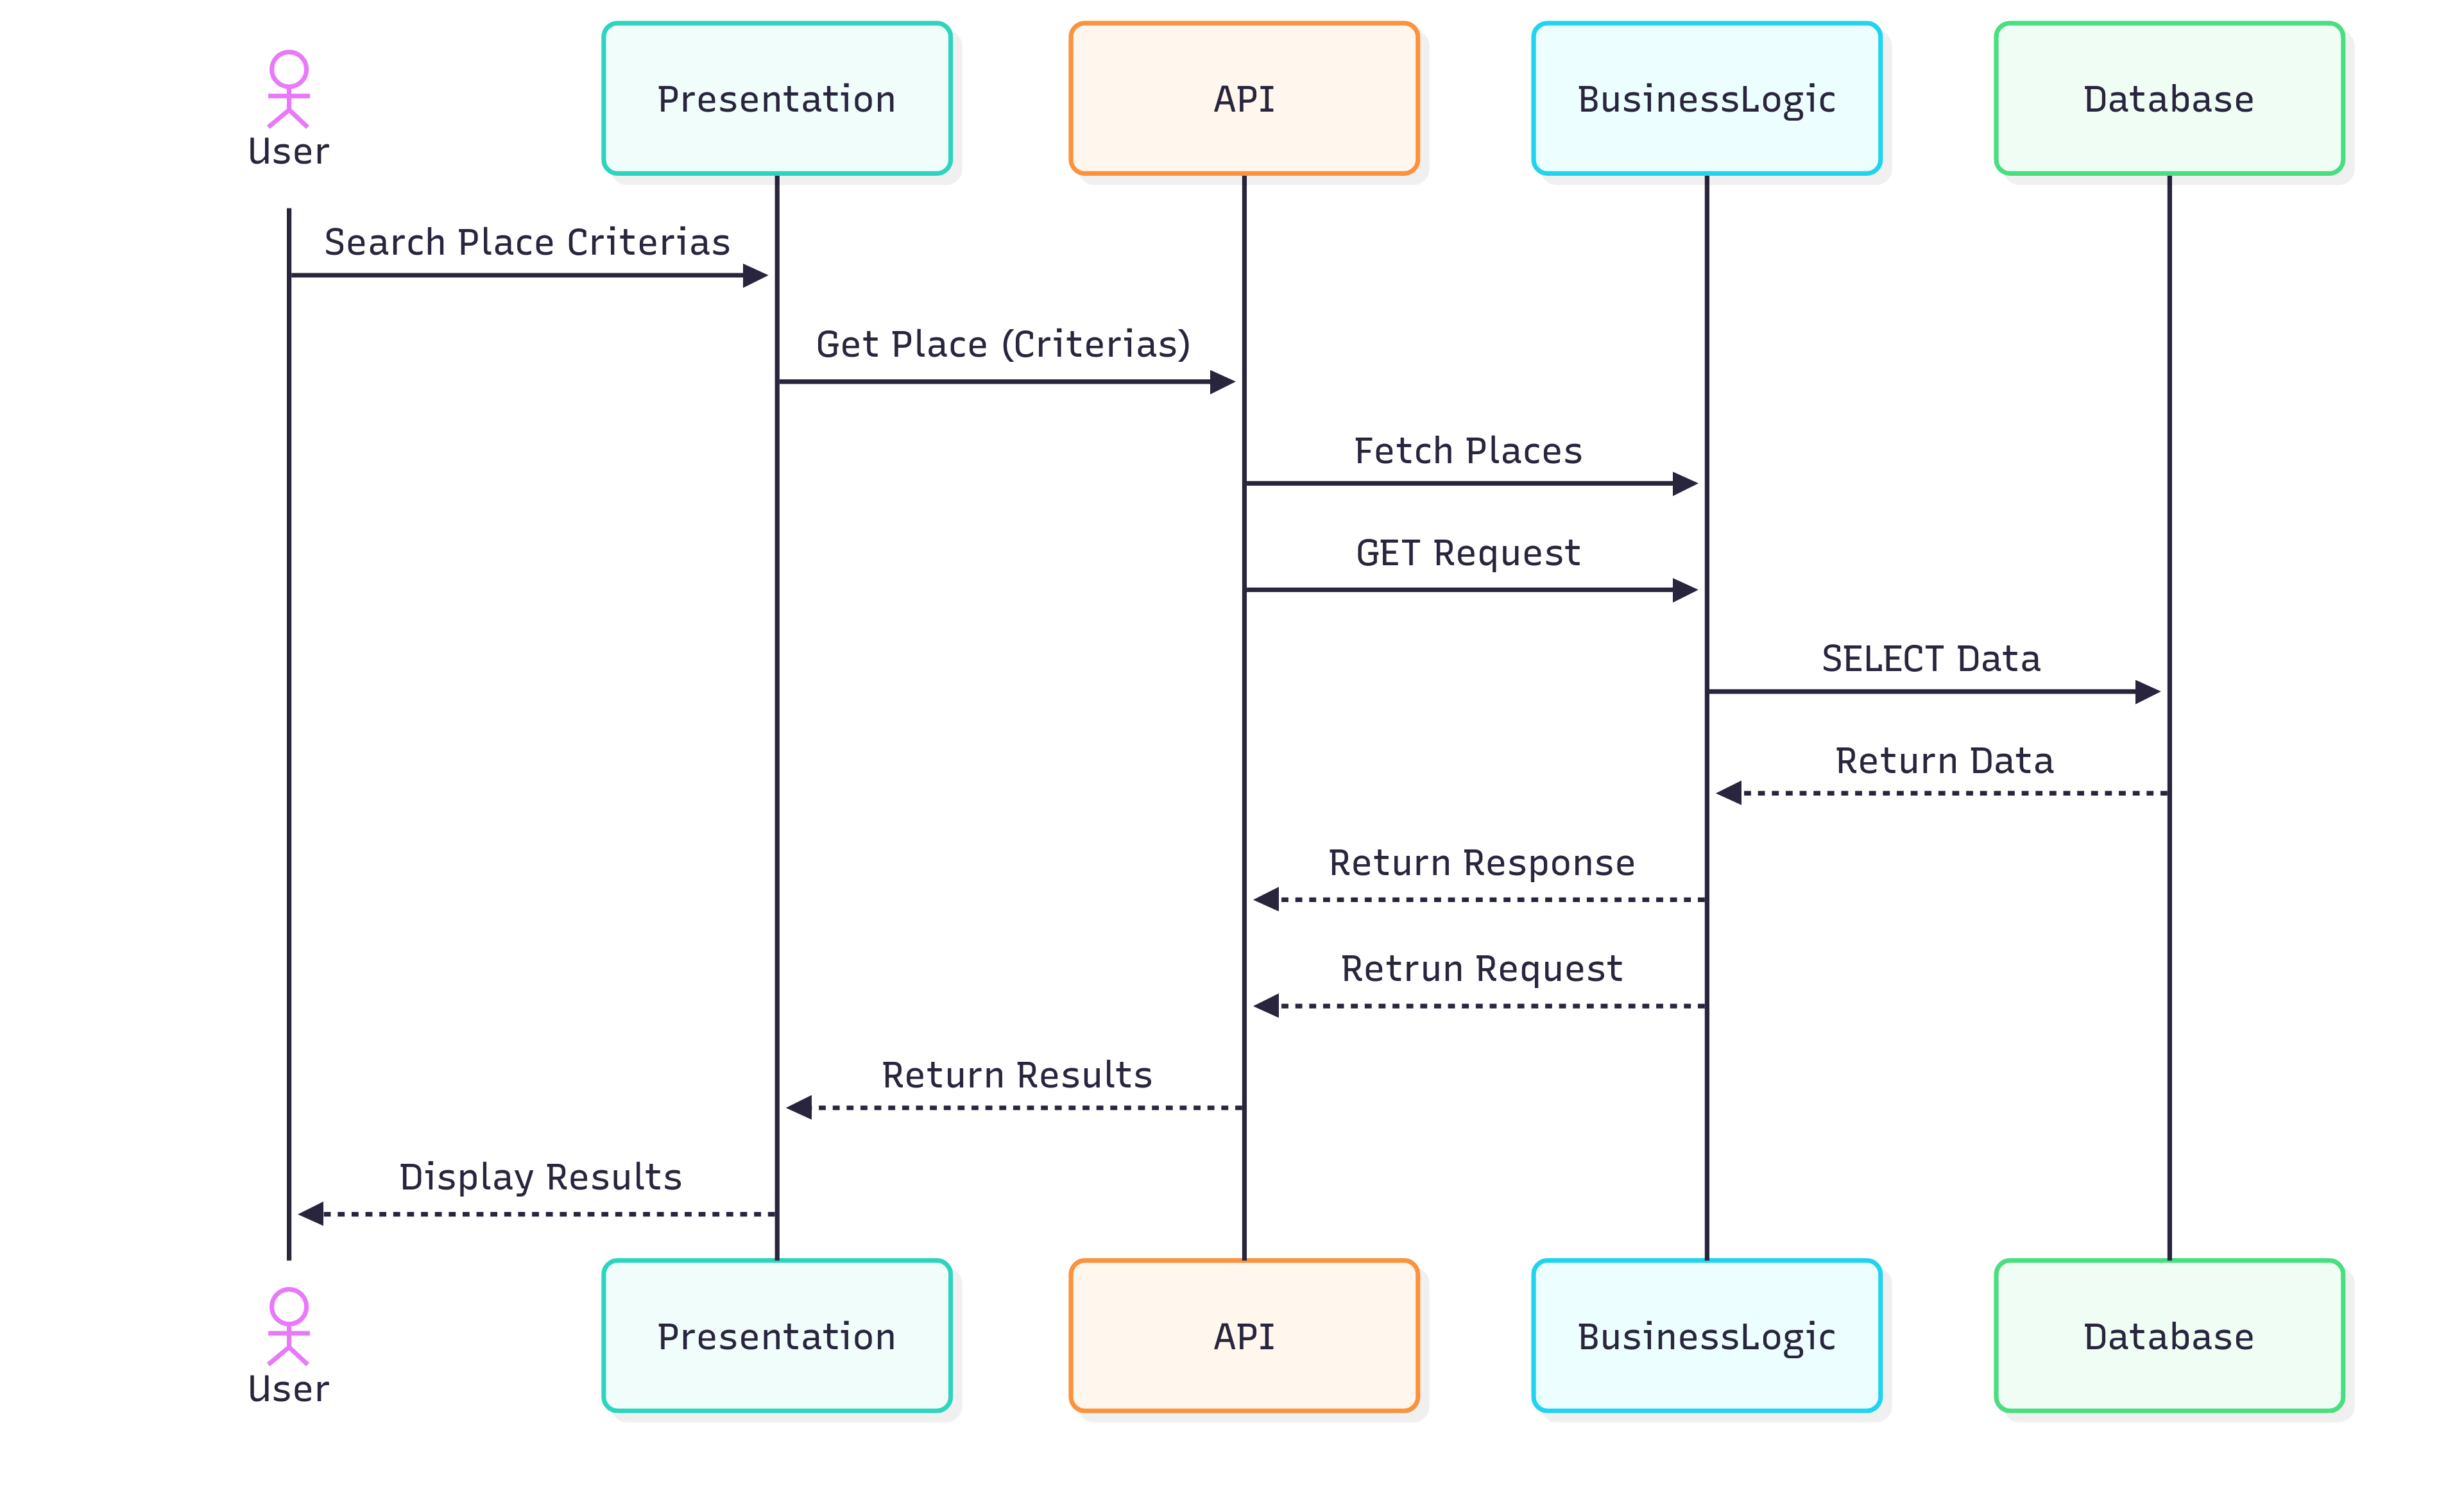 User
Presentation
API
BusinessLogic
Database
Search Place Criterias
Get Place (Criterias)
Fetch Places
GET Request
SELECT Data
Return Data
Return Response
Retrun Request
Return Results
Display Results
User
Presentation
API
BusinessLogic
Database